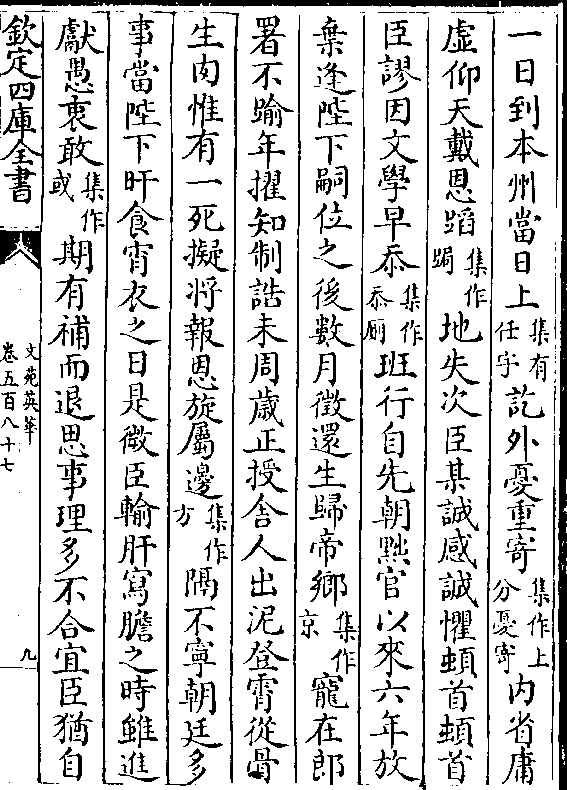 一日到本州當日上集有任字訖外憂重寄集作上分憂寄內省庸
虛仰天戴恩蹈集作跼地失次臣某誠感誠懼頓首頓首
臣謬因文學早忝集作忝廁班行自先朝黜官以來六年放
棄逢陛下嗣位之後數月徵還生歸帝鄉集作京寵在郎
署不踰年擢知制誥未周歲正授舍人出泥登霄從骨
生肉惟有一死擬將報恩旋屬邊集作方隅不寧朝廷多
事當陛下旰食宵衣之日是微臣輸肝寫膽之時雖進
獻愚衷敢集作或期有補而退思事理多不合宜臣猶自
欽定四庫全書
文苑英華
卷五百八十七
九